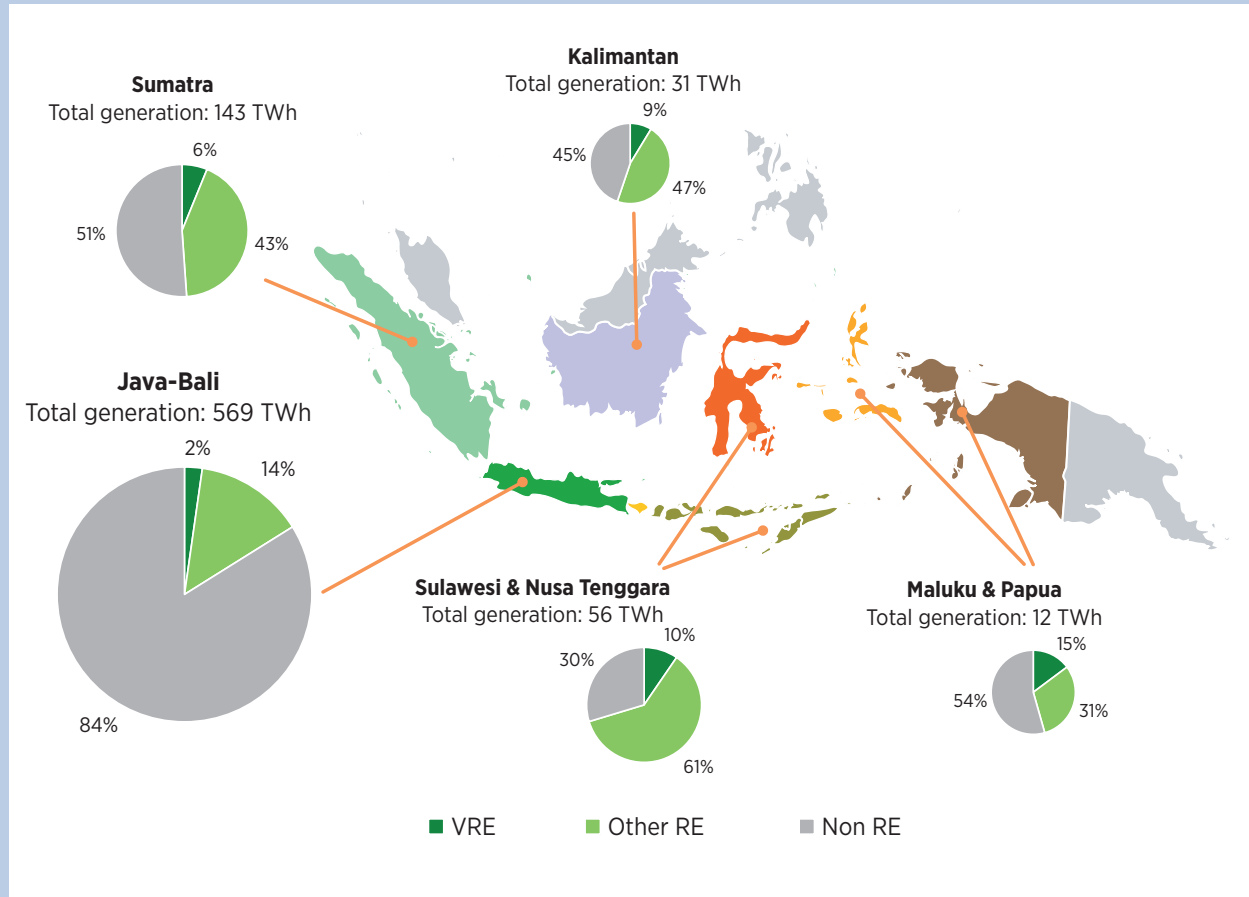 Sumatra
Total generation: 143 TWh
6%
43%
51%
Kalimantan
Total generation: 31 TWh
9%
47%
45%
Java-Bali
Total generation: 569 TWh
2%
14%
84%
Sulawesi & Nusa Tenggara
Total generation: 56 TWh
10%
30%
61%
Maluku & Papua
Total generation: 12 TWh
15%
54%
31%
VRE
Other RE
Non RE